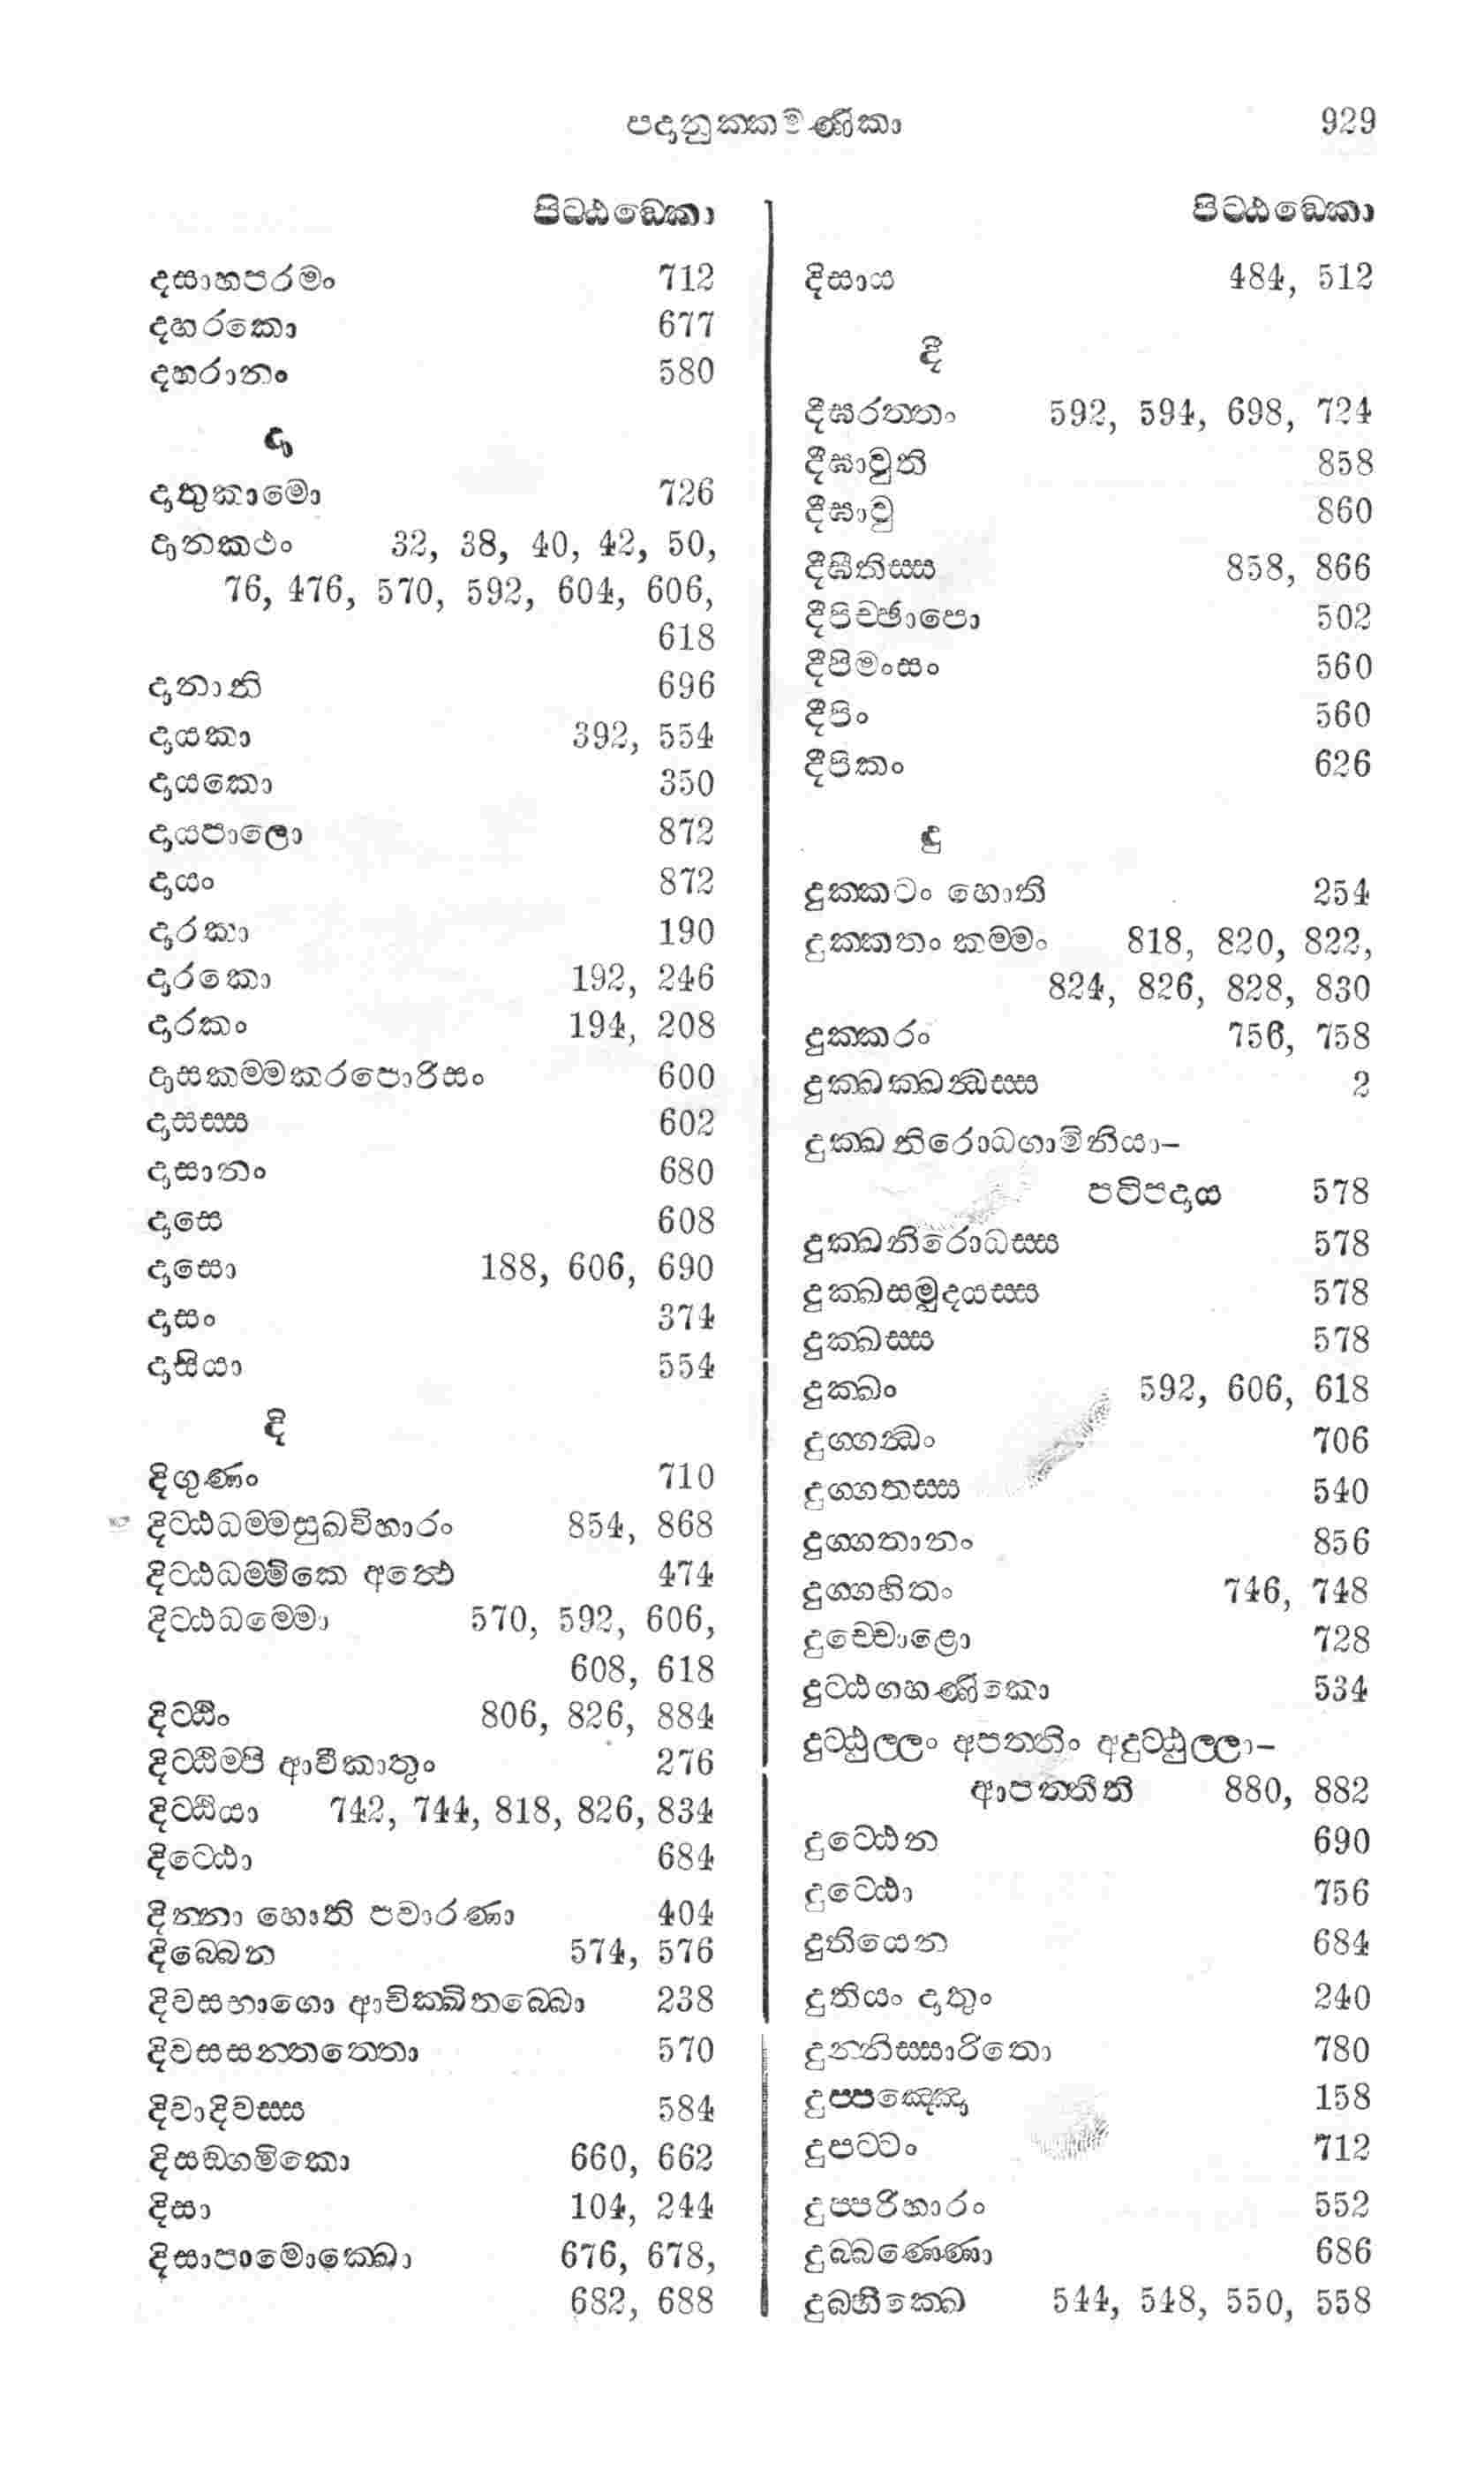 පදානුක්කමණිකා 929
පිට්ඨඞ්කො
දසාහපරමං 712
දහරකො 677
දහරානං 580
දා
දාතුකාමො 726
දානකථං 32, 38, 40, 42, 50,
76, 476, 570, 592, 604, 606,
618
දානානි 696
දායකා 392, 554
දායකො 350
දායපාලො 872
දායං 872
දාරකා 190
දාරකො 192, 246
දාරකං 194, 208
දාසකම්මකරපොරිසං 600
දාසස්ස 602
දාසානං 680
දාසෙ 608
දාසො 188, 606, 690
දාසං 374
දාසියා 554
දි
දිගුණං 710
දිට්ඨධම්මසුඛවිහාරං 854, 868
දිට්ඨධම්මිකෙ අත්ථෙ 474
දිට්ඨධම්මො 570, 592, 606,
608, 618
දිට්ඨිං 806, 826, 884
දිට්ඨිම්පි ආවීකාතුං 276
දිට්ඨියා 742, 744, 818, 826, 834
දිට්ඨො 684
දින්නා හොති පවාරණා 404
දිබ්බෙන 574, 576
දිවසභාගො ආචික්ඛිතබ්බො 238
දිවසසන්තත්තො 570
දිවාදිවස්ස 584
දිසඞ්ගමිකො 660, 662
දිසා 104, 244
දිසාපාමොක්ඛො 676, 678,
682, 688
පිට්ඨඞ්කො
දිසාය 484, 512
දී
දීඝරත්තං 592, 594, 698, 724
දීඝාවුති 858
දීඝාවු 860
දීඝීතිස්ස 858, 866
දීපිච්ඡාපො 502
දීපිමංසං 560
දීපිං 560
දීපිකං 626
දු
දුක්කටං හොති 254
දුක්කතං කම්මං 818, 820, 822,
824, 826, 828, 830
දුක්කරං 756, 758
දුක්ඛක්ඛන්ධස්ස 2
දුක්ඛනිරොධගාමිනියා-
පටිපදාය 578
දුක්ඛනිරොධස්ස 578
දුක්ඛසමුදයස්ස 578
දුක්ඛස්ස 578
දුක්ඛං 592, 606, 618
දුග්ගන්ධං 706
දුග්ගතස්ස 540
දුග්ගතානං 856
දුග්ගහිතං 746, 748
දුච්චොළො 728
දුට්ඨගහණිකො 534
දුට්ඨුල්ලං අපත්තිං අදුට්ඨුල්ලා-
ආපත්තීති 880, 882
දුට්ඨෙන 690
දුට්ඨො 756
දුතියෙන 684
දුතියං දාතුං 240
දුන්නිස්සාරිතො 780
දුප්පඤ්ඤො 158
දුපට්ටං 712
දුප්පරිහාරං 552
දුබ්බණ්ණො 686
දුබ්භික්ඛෙ 544, 548, 550, 558